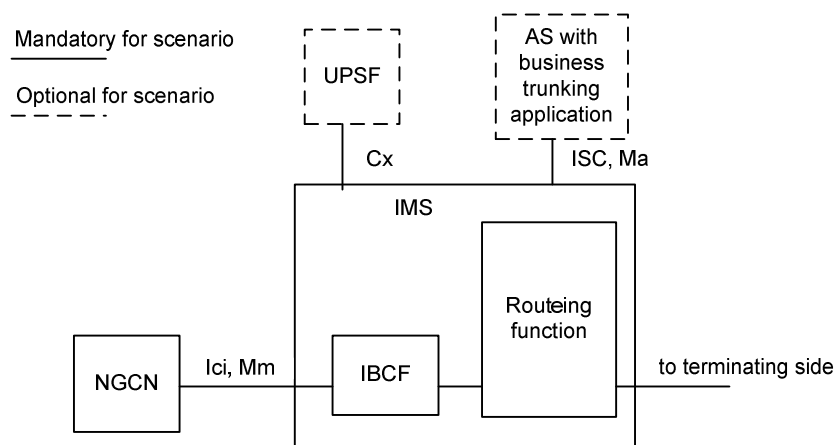 Mandatory for scenario
Optional for scenario
UPSF
AS with
business
trunking
application
Cx
ISC, Ma
IMS
Routeing
function
NGCN
Ici, Mm
IBCF
to terminating side